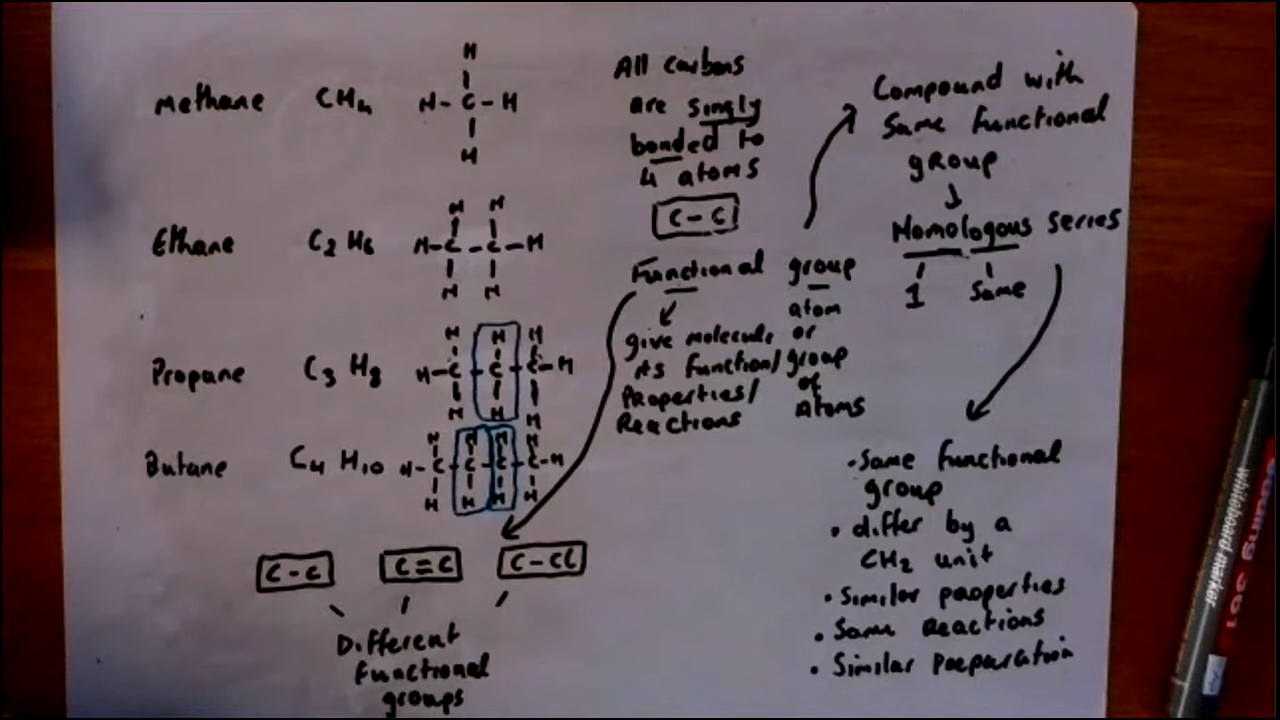 Methane CH4
H
H-C-H
H
Ethane C2H6
H H
H-C-C-H
H H
Propane C3H8
H H H
H-C-C-C-H
H H H
Butane C4H10
H H H H
H-C-C-C-C-H
H H H H
C-C C=C C-Cl
Different
functional
groups
All carbons
are singly
bonded to
4 atoms
C-C
Functional group
give molecule
its function/
Properties/
Reactions
atom
or
group
of
Atoms
Compound with
Same functional
group
Homologous Series
1 Same
• Same functional
group
• differ by a
CH2 unit
• Similar properties
• Same Reactions
• Similar preparation
Whiteboard marker